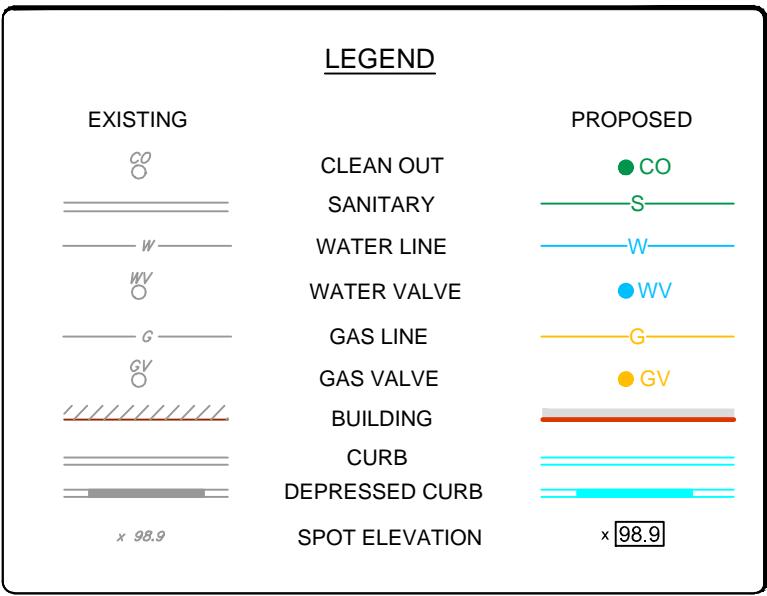 LEGEND
EXISTING PROPOSED
CO CLEAN OUT CO
SANITARY S
W WATER LINE W
WV WATER VALVE WV
G GAS LINE G
GV GAS VALVE GV
BUILDING
CURB
DEPRESSED CURB
x 98.9 SPOT ELEVATION x 98.9